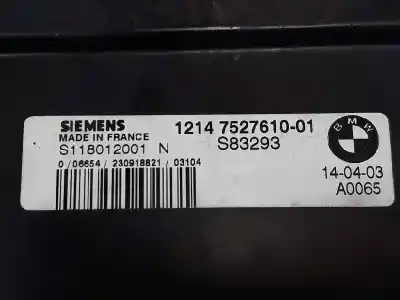 SIEMENS
MADE IN FRANCE
S118012001 N
0 / 06654 / 230918821 / 03104
1214 7527610-01
S83293
BMW
14-04-03
A0065